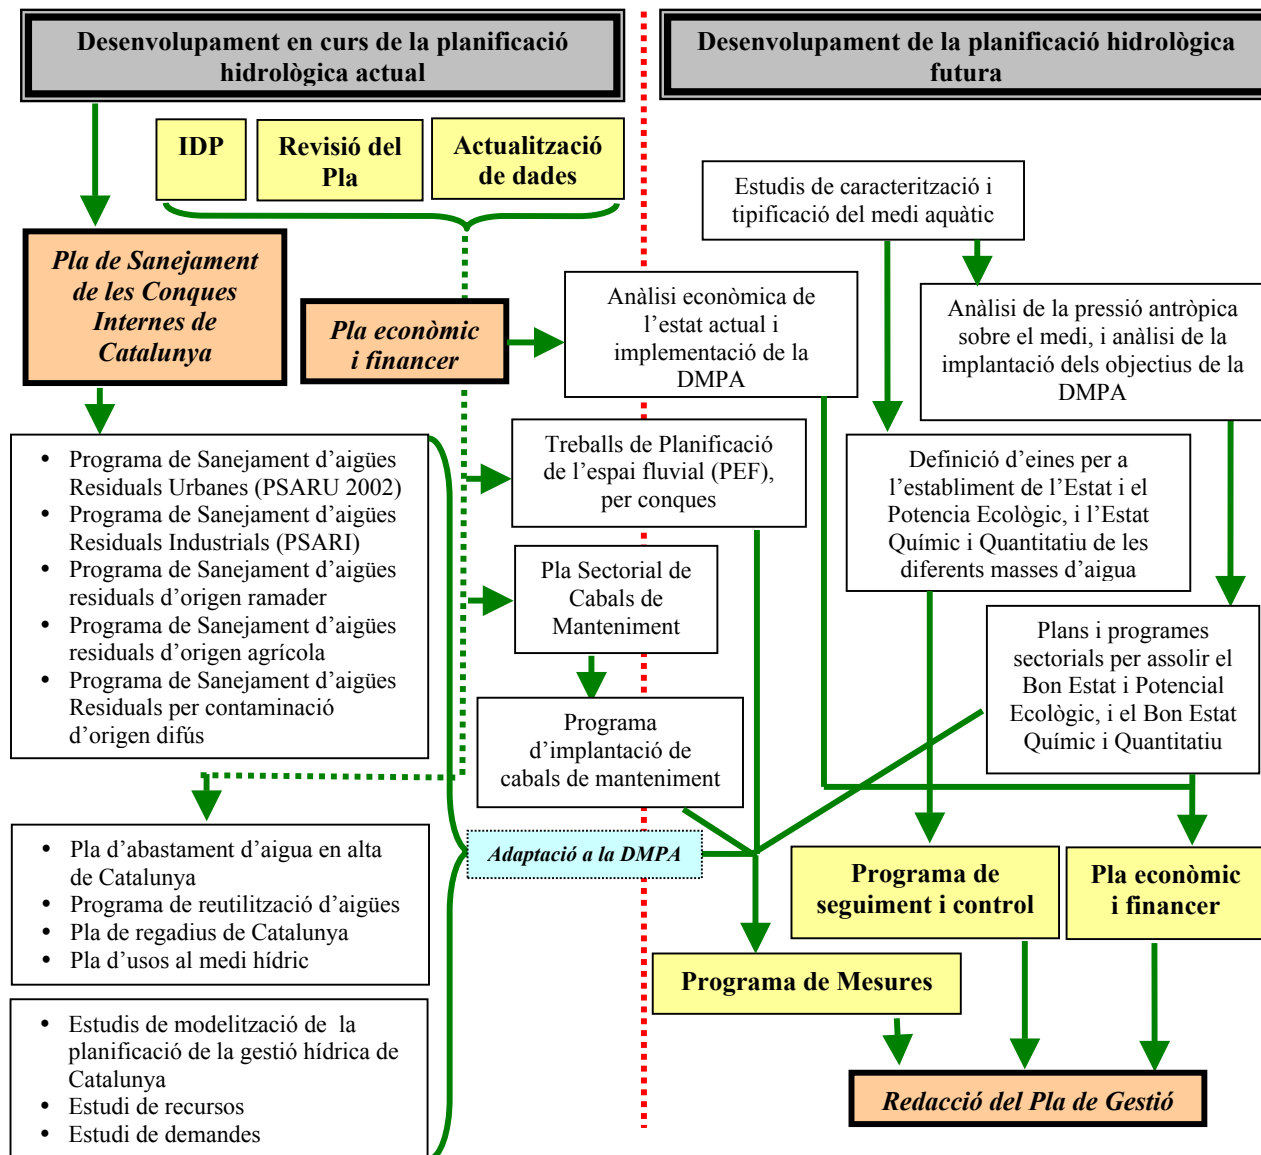 Desenvolupament en curs de la planificació
hidrològica actual
Desenvolupament de la planificació hidrològica
futura
IDP
Revisió del
Pla
Actualització
de dades
Estudis de caracterització i
tipificació del medi aquàtic
Pla de Sanejament
de les Conques
Internes de
Catalunya
Pla econòmic
i financer
Anàlisi econòmica de
l’estat actual i
implementació de la
DMPA
Anàlisi de la pressió antròpica
sobre el medi, i anàlisi de la
implantació dels objectius de la
DMPA
• Programa de Sanejament d’aigües
Residuals Urbanes (PSARU 2002)
• Programa de Sanejament d’aigües
Residuals Industrials (PSARI)
• Programa de Sanejament d’aigües
residuals d’origen ramader
• Programa de Sanejament d’aigües
residuals d’origen agrícola
• Programa de Sanejament d’aigües
Residuals per contaminació
d’origen difús
Treballs de Planificació
de l’espai fluvial (PEF),
per conques
Definició d’eines per a
l’establiment de l’Estat i el
Potencia Ecològic, i l’Estat
Químic i Quantitatiu de les
diferents masses d’aigua
Pla Sectorial de
Cabals de
Manteniment
Plans i programes
sectorials per assolir el
Bon Estat i Potencial
Ecològic, i el Bon Estat
Químic i Quantitatiu
Programa
d’implantació de
cabals de manteniment
• Pla d’abastament d’aigua en alta
de Catalunya
• Programa de reutilització d’aigües
• Pla de regadius de Catalunya
• Pla d’usos al medi hídric
Adaptació a la DMPA
Programa de
seguiment i control
Pla econòmic
i financer
Programa de Mesures
• Estudis de modelització de la
planificació de la gestió hídrica de
Catalunya
• Estudi de recursos
• Estudi de demandes
Redacció del Pla de Gestió